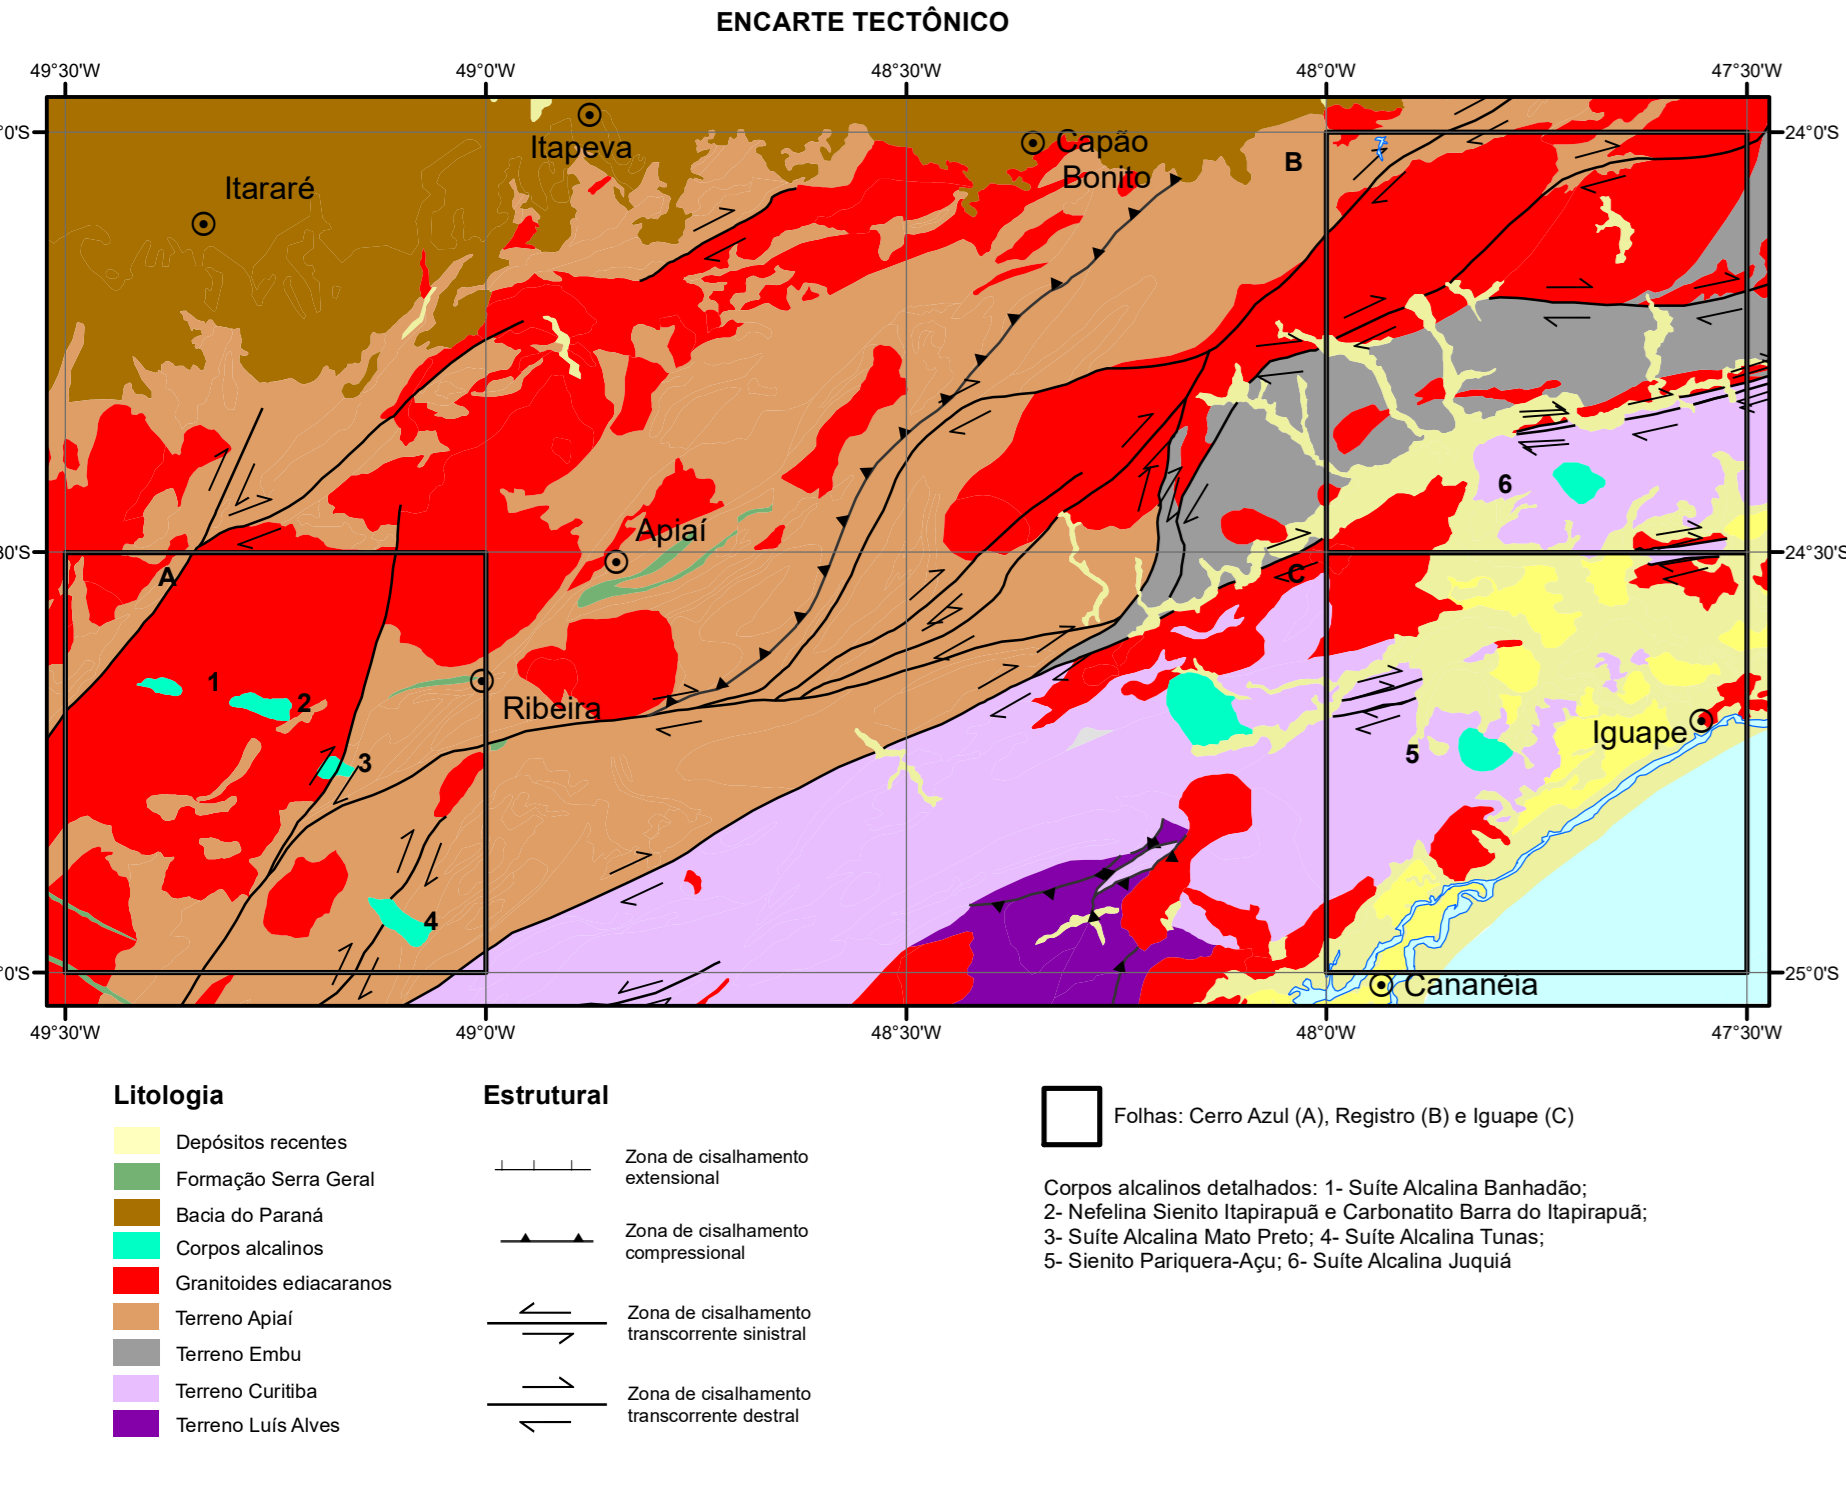 ENCARTE TECTÔNICO
49°30'W 49°0'W 48°30'W 48°0'W 47°30'W
°0'S
24°0'S
Itapeva
Capão
Bonito
B
Itararé
6
30'S
24°30'S
Apiaí
A
C
1
2
Ribeira
3
Iguape
5
4
°0'S
25°0'S
Cananéia
49°30'W 49°0'W 48°30'W 48°0'W 47°30'W
Litologia
Depósitos recentes
Formação Serra Geral
Bacia do Paraná
Corpos alcalinos
Granitoides ediacaranos
Terreno Apiaí
Terreno Embu
Terreno Curitiba
Terreno Luís Alves
Estrutural
Zona de cisalhamento
extensional
Zona de cisalhamento
compressional
Zona de cisalhamento
transcorrente sinistral
Zona de cisalhamento
transcorrente destral
Folhas: Cerro Azul (A), Registro (B) e Iguape (C)
Corpos alcalinos detalhados: 1- Suíte Alcalina Banhadão;
2- Nefelina Sienito Itapirapuã e Carbonatito Barra do Itapirapuã;
3- Suíte Alcalina Mato Preto; 4- Suíte Alcalina Tunas;
5- Sienito Pariquera-Açu; 6- Suíte Alcalina Juquiá